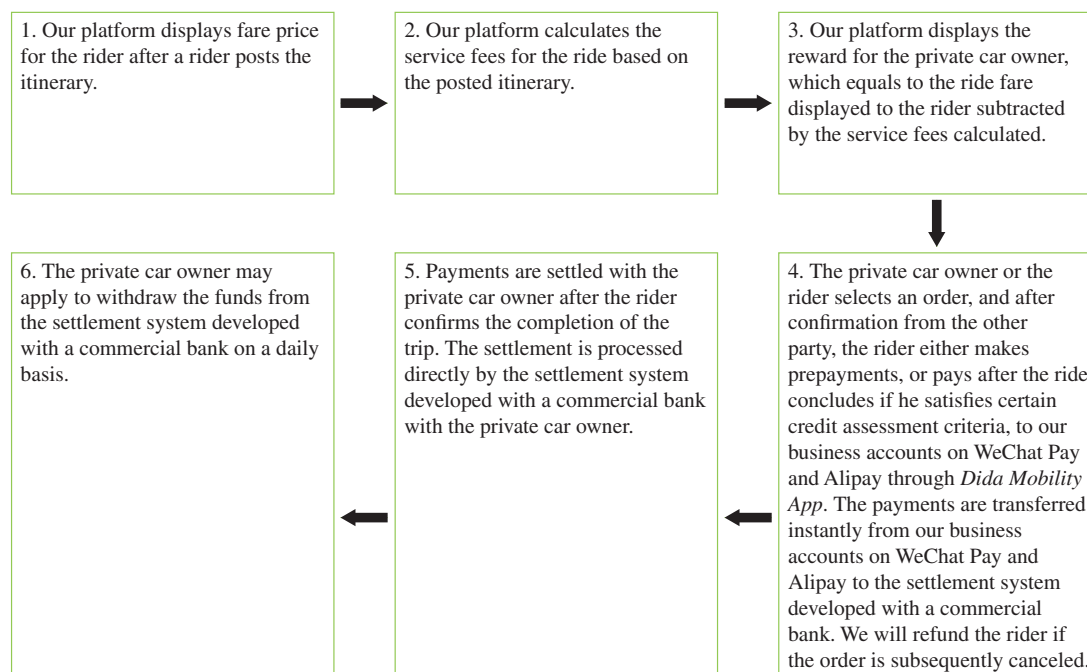 1. Our platform displays fare price
for the rider after a rider posts the
itinerary.
2. Our platform calculates the
service fees for the ride based on
the posted itinerary.
3. Our platform displays the
reward for the private car owner,
which equals to the ride fare
displayed to the rider subtracted
by the service fees calculated.
4. The private car owner or the
rider selects an order, and after
confirmation from the other
party, the rider either makes
prepayments, or pays after the ride
concludes if he satisfies certain
credit assessment criteria, to our
business accounts on WeChat Pay
and Alipay through Dida Mobility
App. The payments are transferred
instantly from our business
accounts on WeChat Pay and
Alipay to the settlement system
developed with a commercial
bank. We will refund the rider if
the order is subsequently canceled.
5. Payments are settled with the
private car owner after the rider
confirms the completion of the
trip. The settlement is processed
directly by the settlement system
developed with a commercial bank
with the private car owner.
6. The private car owner may
apply to withdraw the funds from
the settlement system developed
with a commercial bank on a daily
basis.